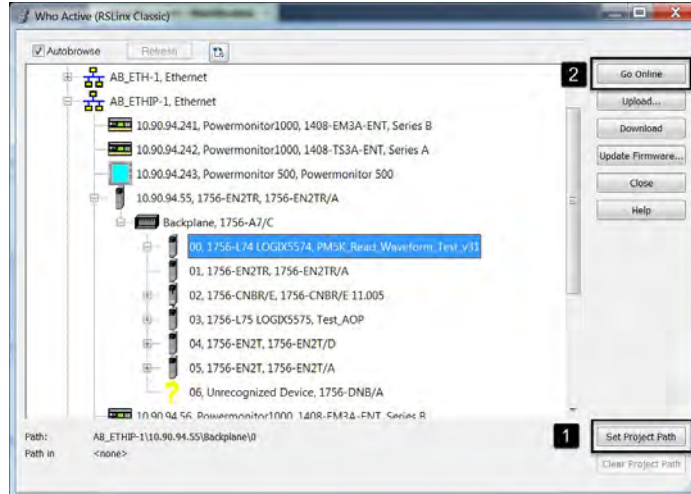 Who Active (RSLinx Classic)
Autobrowse
Refresh
AB_ETH-1, Ethernet
AB_ETHIP-1, Ethernet
10.90.94.241, Powermonitor1000, 1408-EM3A-ENT, Series B
10.90.94.242, Powermonitor1000, 1408-TS3A-ENT, Series A
10.90.94.243, Powermonitor 500, Powermonitor 500
10.90.94.55, 1756-EN2TR, 1756-EN2TR/A
Backplane, 1756-A7/C
00, 1756-L74 LOGIX5574, PM5K_Read_Waveform_Test_v31
01, 1756-EN2TR, 1756-EN2TR/A
02, 1756-CNBR/E, 1756-CNBR/E 11.005
03, 1756-L75 LOGIX5575, Test_AOP
04, 1756-EN2T, 1756-EN2T/D
05, 1756-EN2T, 1756-EN2T/A
06, Unrecognized Device, 1756-DNB/A
10.90.94.56, Powermonitor1000, 1408-EM3A-ENT, Series B
2
Go Online
Upload...
Download
Update Firmware...
Close
Help
Path:
AB_ETHIP-1\10.90.94.55\Backplane\0
Path in
<none>
1
Set Project Path
Clear Project Path